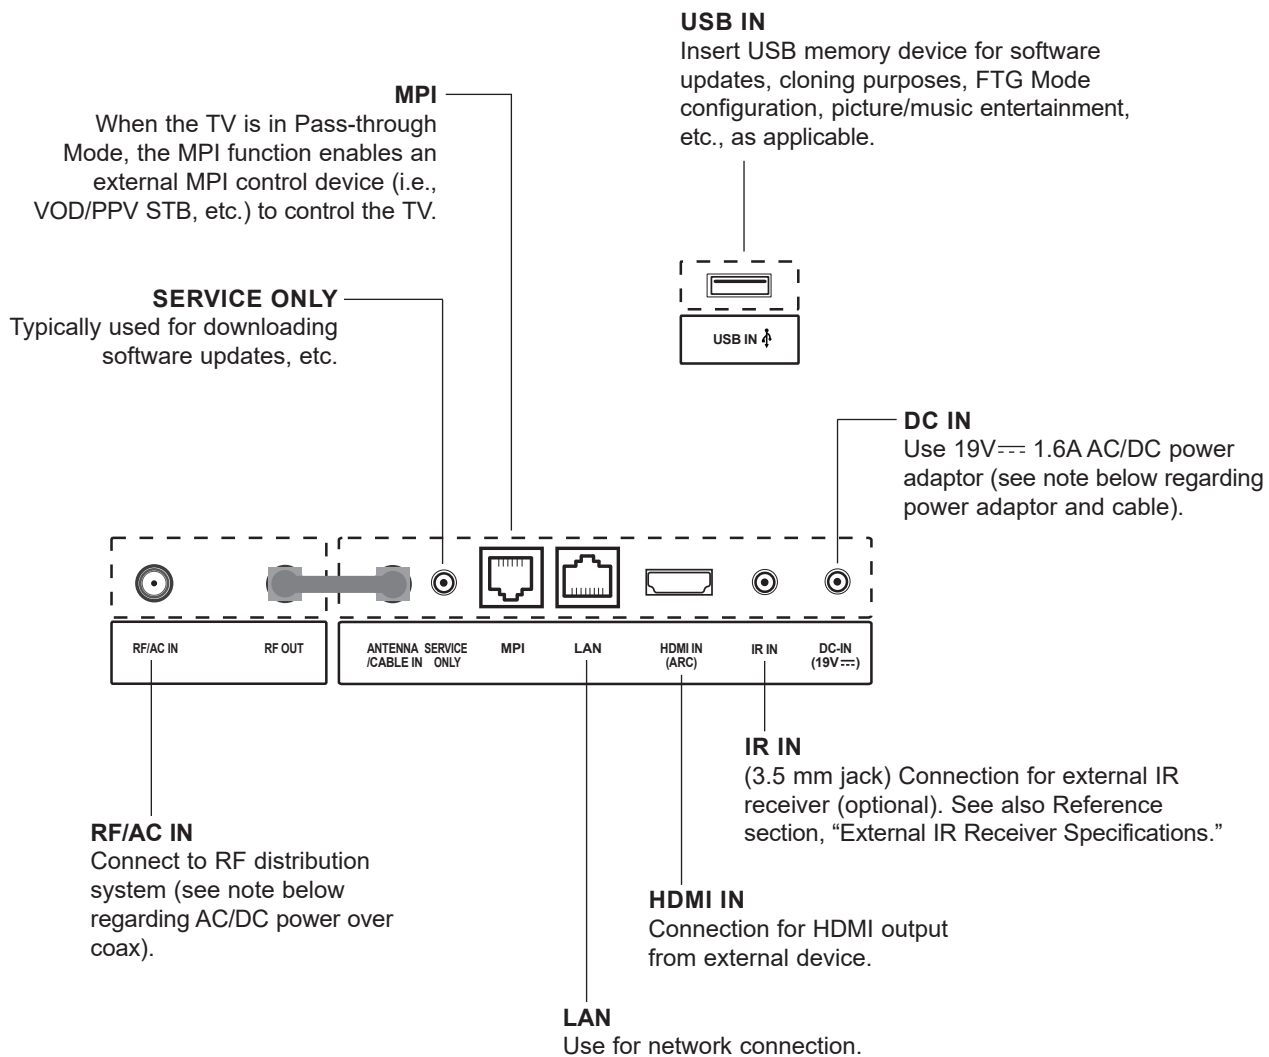 USB IN
Insert USB memory device for software
updates, cloning purposes, FTG Mode
configuration, picture/music entertainment,
etc., as applicable.
MPI
When the TV is in Pass-through
Mode, the MPI function enables an
external MPI control device (i.e.,
VOD/PPV STB, etc.) to control the TV.
SERVICE ONLY
Typically used for downloading
software updates, etc.
USB IN
DC IN
Use 19V⎓ 1.6A AC/DC power
adaptor (see note below regarding
power adaptor and cable).
RF/AC IN
RF OUT
ANTENNA
/CABLE IN
SERVICE
ONLY
MPI
LAN
HDMI IN
(ARC)
IR IN
DC-IN
(19V⎓)
IR IN
(3.5 mm jack) Connection for external IR
receiver (optional). See also Reference
section, “External IR Receiver Specifications.”
RF/AC IN
Connect to RF distribution
system (see note below
regarding AC/DC power over
coax).
HDMI IN
Connection for HDMI output
from external device.
LAN
Use for network connection.